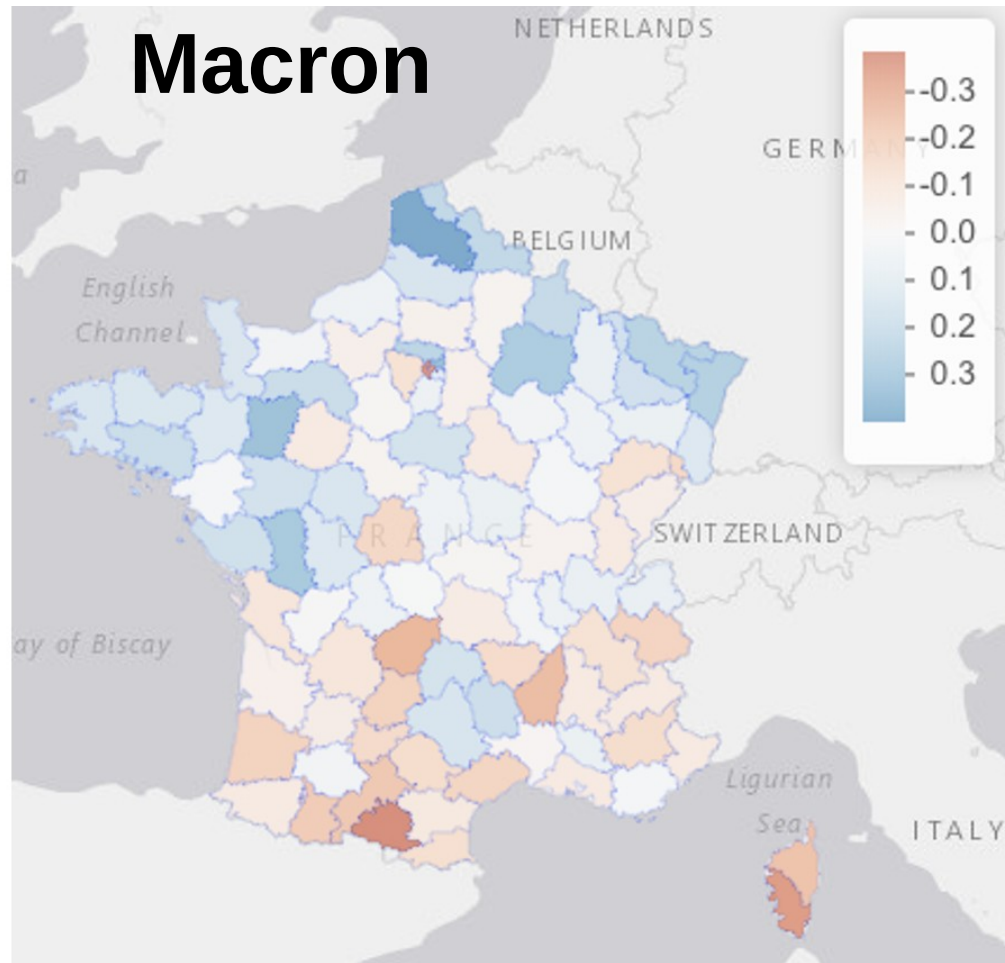 Macron
NETHERLANDS
GERMANY
a
BELGIUM
English
Channel
FRANCE
SWITZERLAND
ay of Biscay
Ligurian
Sea
ITALY
-0.3
-0.2
-0.1
0.0
0.1
0.2
0.3